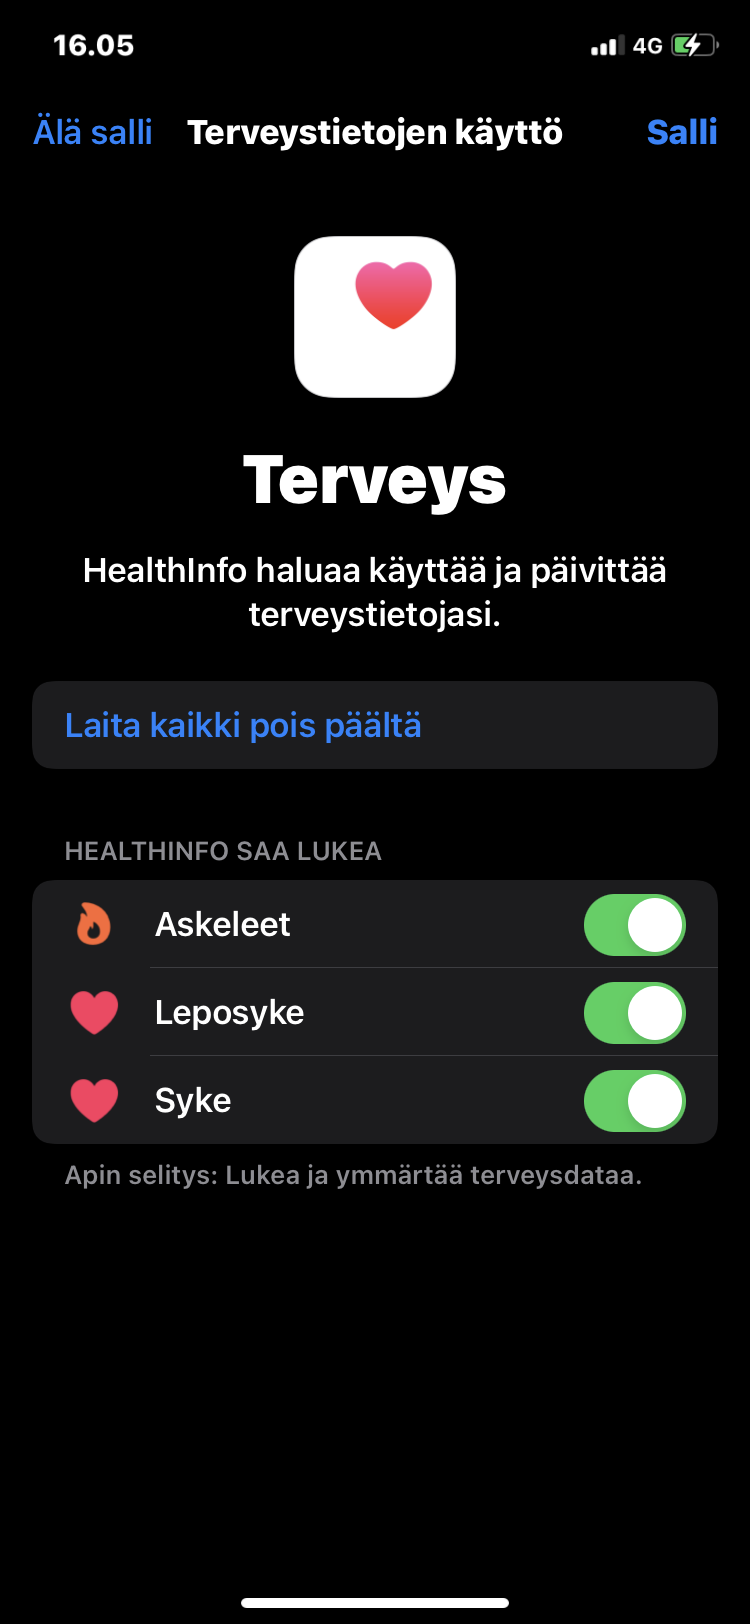 16.05
4G
Älä salli
Terveystietojen käyttö
Salli
Terveys
HealthInfo haluaa käyttää ja päivittää
terveystietojasi.
Laita kaikki pois päältä
HEALTHINFO SAA LUKEA
Askeleet
Leposyke
Syke
Apin selitys: Lukea ja ymmärtää terveysdataa.